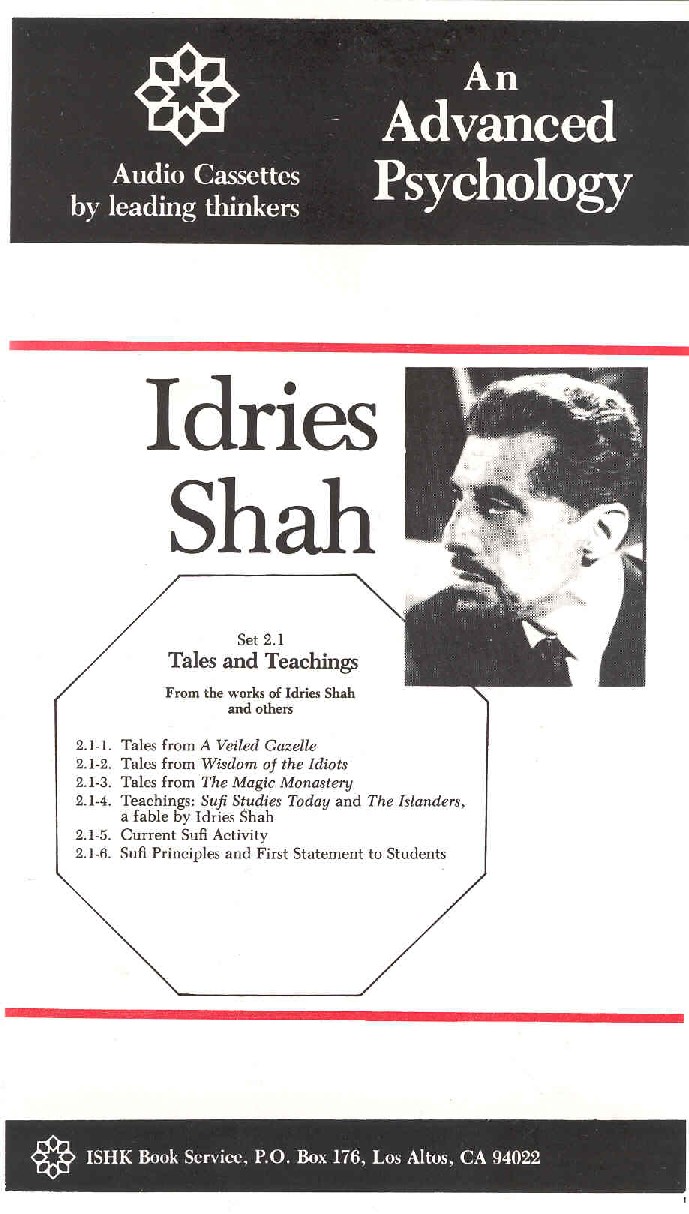 Audio Cassettes
by leading thinkers
An
Advanced
Psychology
Idries
Shah
Set 2.1
Tales and Teachings
From the works of Idries Shah
and others
2.1-1. Tales from A Veiled Gazelle
2.1-2. Tales from Wisdom of the Idiots
2.1-3. Tales from The Magic Monastery
2.1-4. Teachings: Sufi Studies Today and The Islanders,
a fable by Idries Shah
2.1-5. Current Sufi Activity
2.1-6. Sufi Principles and First Statement to Students
ISHK Book Service, P.O. Box 176, Los Altos, CA 94022